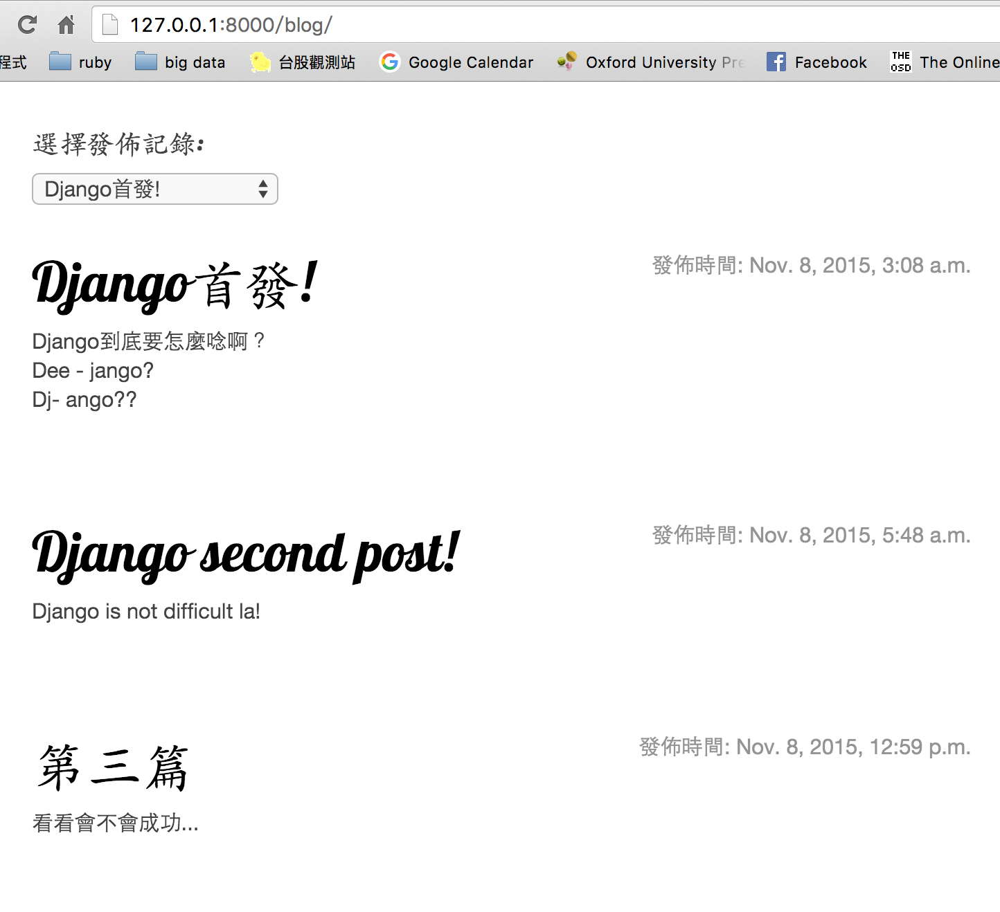 127.0.0.1:8000/blog/
程式 ruby big data 台股觀測站 Google Calendar Oxford University Pre Facebook THE OSD The Online
選擇發佈記錄:
Django首發!
Django首發! 發佈時間: Nov. 8, 2015, 3:08 a.m.
Django到底要怎麼唸啊？
Dee - jango?
Dj- ango??
Django second post! 發佈時間: Nov. 8, 2015, 5:48 a.m.
Django is not difficult la!
第三篇 發佈時間: Nov. 8, 2015, 12:59 p.m.
看看會不會成功...